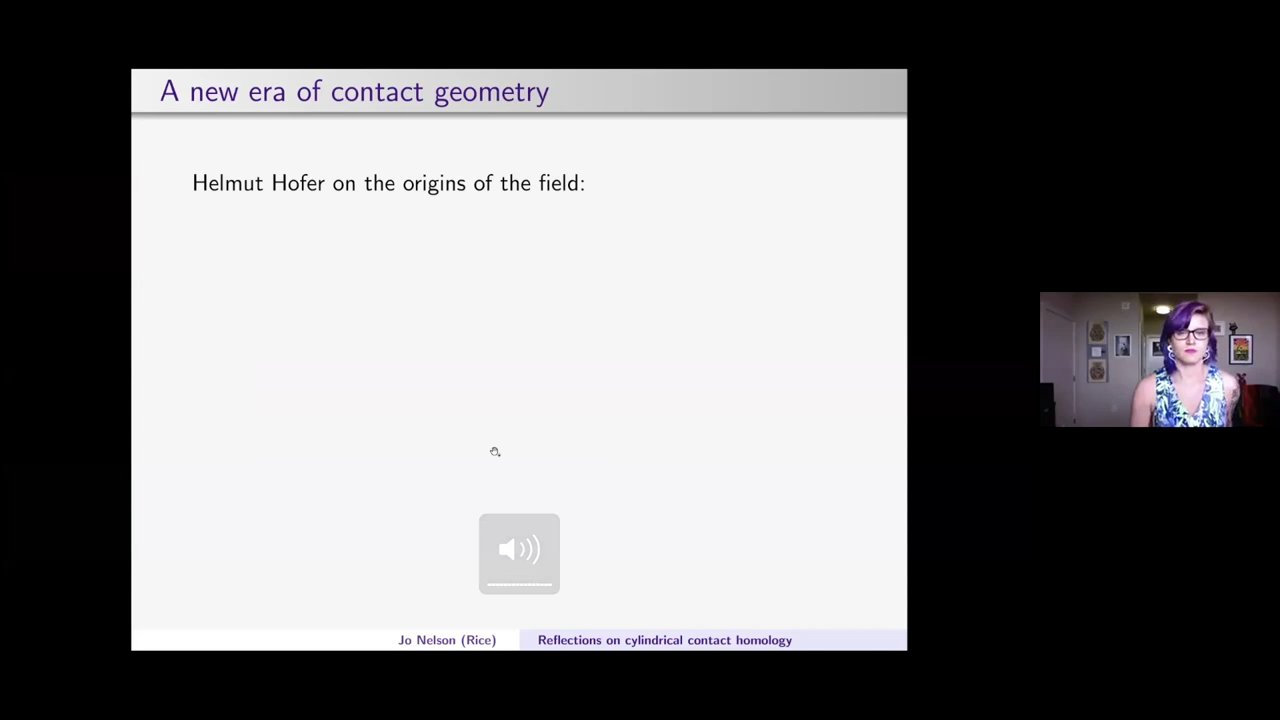 A new era of contact geometry
Helmut Hofer on the origins of the field:
Jo Nelson (Rice)
Reflections on cylindrical contact homology